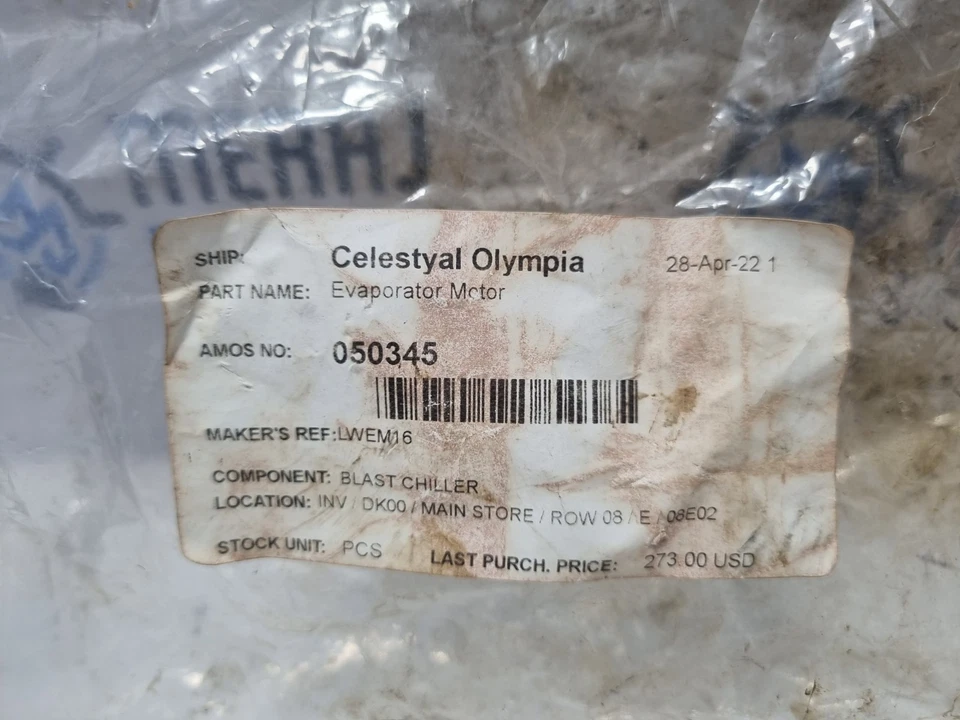 MERAJ
SHIP: Celestyal Olympia 28-Apr-22 1
PART NAME: Evaporator Motor
AMOS NO: 050345
MAKER'S REF:LWEM16
COMPONENT: BLAST CHILLER
LOCATION: INV / DK00 / MAIN STORE / ROW 08 / E / 08E02
STOCK UNIT: PCS LAST PURCH. PRICE: 273.00 USD